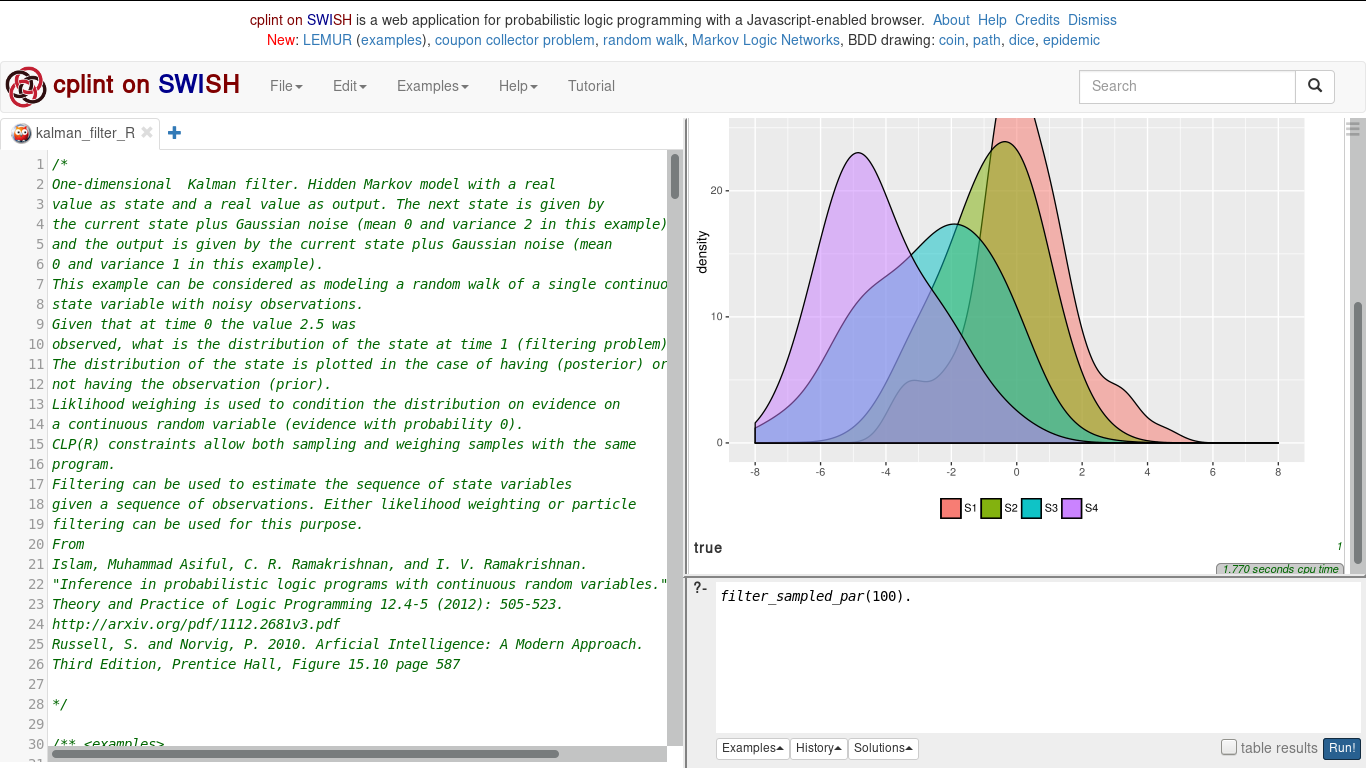 cplint on SWISH is a web application for probabilistic logic programming with a Javascript-enabled browser. About Help Credits Dismiss
New: LEMUR (examples), coupon collector problem, random walk, Markov Logic Networks, BDD drawing: coin, path, dice, epidemic
cplint on SWISH File Edit Examples Help Tutorial Search
kalman_filter_R
1 /*
2 One-dimensional  Kalman filter. Hidden Markov model with a real
3 value as state and a real value as output. The next state is given by
4 the current state plus Gaussian noise (mean 0 and variance 2 in this example)
5 and the output is given by the current state plus Gaussian noise (mean
6 0 and variance 1 in this example).
7 This example can be considered as modeling a random walk of a single continuo
8 state variable with noisy observations.
9 Given that at time 0 the value 2.5 was
10 observed, what is the distribution of the state at time 1 (filtering problem)
11 The distribution of the state is plotted in the case of having (posterior) or
12 not having the observation (prior).
13 Liklihood weighing is used to condition the distribution on evidence on
14 a continuous random variable (evidence with probability 0).
15 CLP(R) constraints allow both sampling and weighing samples with the same
16 program.
17 Filtering can be used to estimate the sequence of state variables
18 given a sequence of observations. Either likelihood weighting or particle
19 filtering can be used for this purpose.
20 From
21 Islam, Muhammad Asiful, C. R. Ramakrishnan, and I. V. Ramakrishnan.
22 "Inference in probabilistic logic programs with continuous random variables."
23 Theory and Practice of Logic Programming 12.4-5 (2012): 505-523.
24 http://arxiv.org/pdf/1112.2681v3.pdf
25 Russell, S. and Norvig, P. 2010. Arficial Intelligence: A Modern Approach.
26 Third Edition, Prentice Hall, Figure 15.10 page 587
27
28 */
29
30 /** <examples>
density
20
10
0
-8 -6 -4 -2 0 2 4 6 8
S1 S2 S3 S4
true 1
1.770 seconds cpu time
?- filter_sampled_par(100).
Examples History Solutions table results Run!